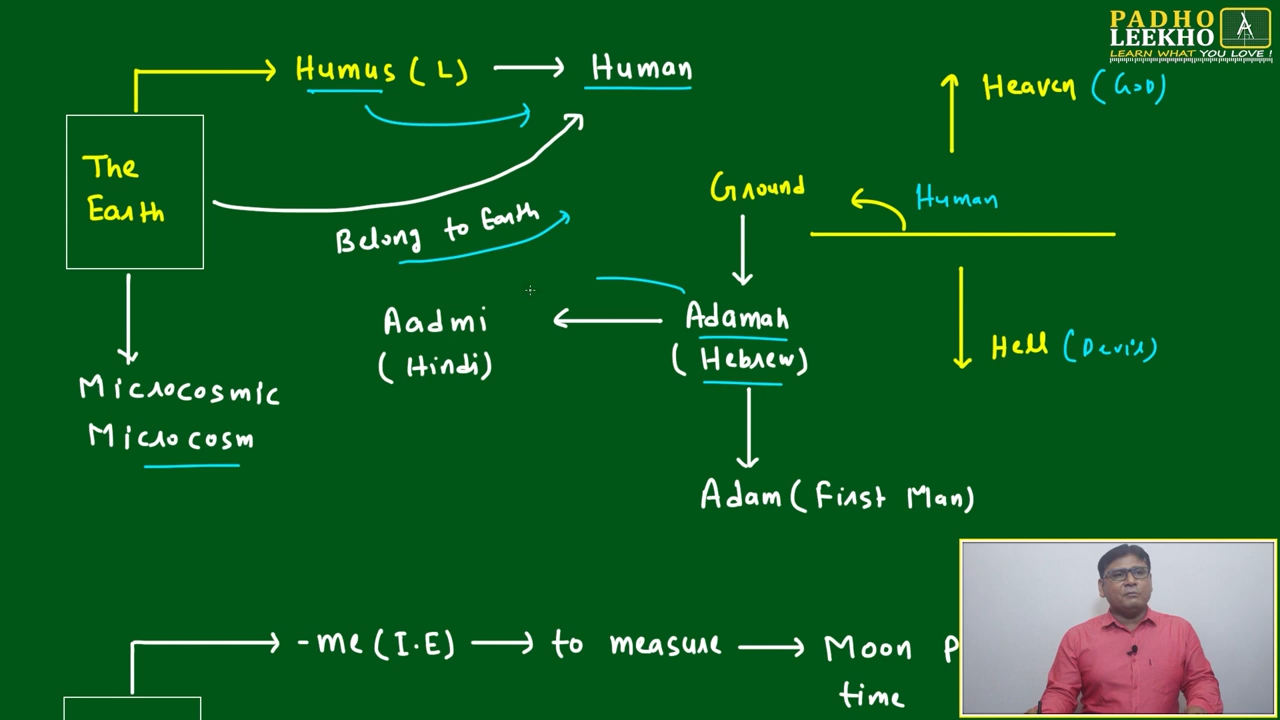 PADHO
LEEKHO
LEARN WHAT YOU LOVE !
Humus (L)
Human
Heaven (GOD)
The
Earth
Ground
Human
Belong to Earth
Aadmi
(Hindi)
Adamah
(Hebrew)
Hell (Devil)
Microcosmic
Microcosm
Adam (First Man)
-me (I.E)
to measure
Moon P
time